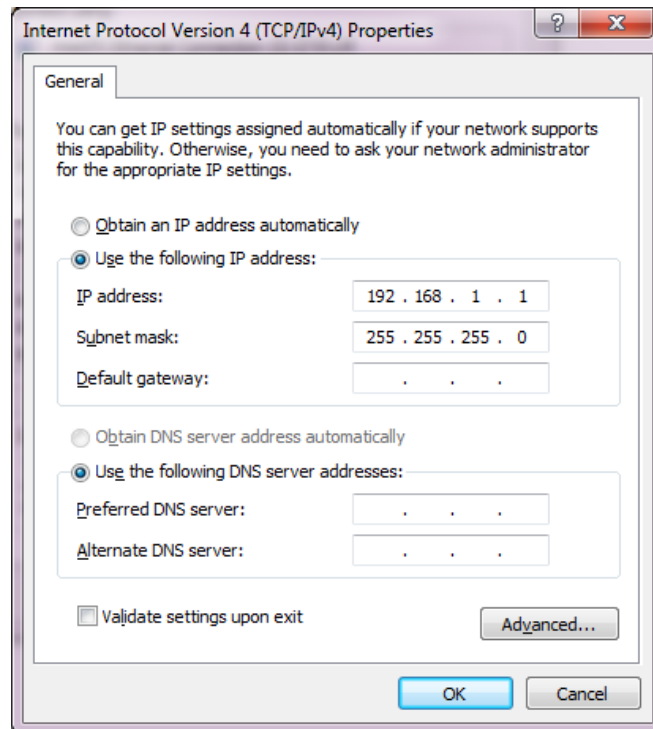 Internet Protocol Version 4 (TCP/IPv4) Properties
General
You can get IP settings assigned automatically if your network supports
this capability. Otherwise, you need to ask your network administrator
for the appropriate IP settings.
Obtain an IP address automatically
Use the following IP address:
IP address: 192 . 168 . 1 . 1
Subnet mask: 255 . 255 . 255 . 0
Default gateway: . . .
Obtain DNS server address automatically
Use the following DNS server addresses:
Preferred DNS server: . . .
Alternate DNS server: . . .
Validate settings upon exit
Advanced...
OK Cancel